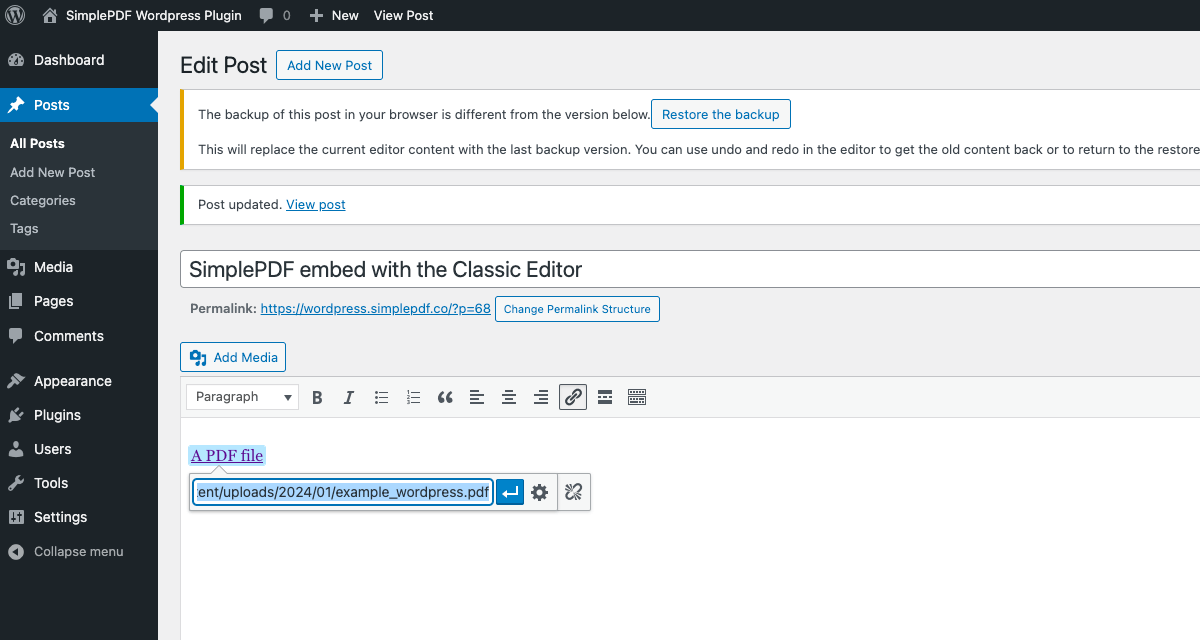 SimplePDF Wordpress Plugin 0 New View Post
Dashboard
Posts
All Posts
Add New Post
Categories
Tags
Media
Pages
Comments
Appearance
Plugins
Users
Tools
Settings
Collapse menu
Edit Post Add New Post
The backup of this post in your browser is different from the version below. Restore the backup
This will replace the current editor content with the last backup version. You can use undo and redo in the editor to get the old content back or to return to the restore
Post updated. View post
SimplePDF embed with the Classic Editor
Permalink: https://wordpress.simplepdf.co/?p=68 Change Permalink Structure
Add Media
Paragraph
A PDF file
ent/uploads/2024/01/example_wordpress.pdf